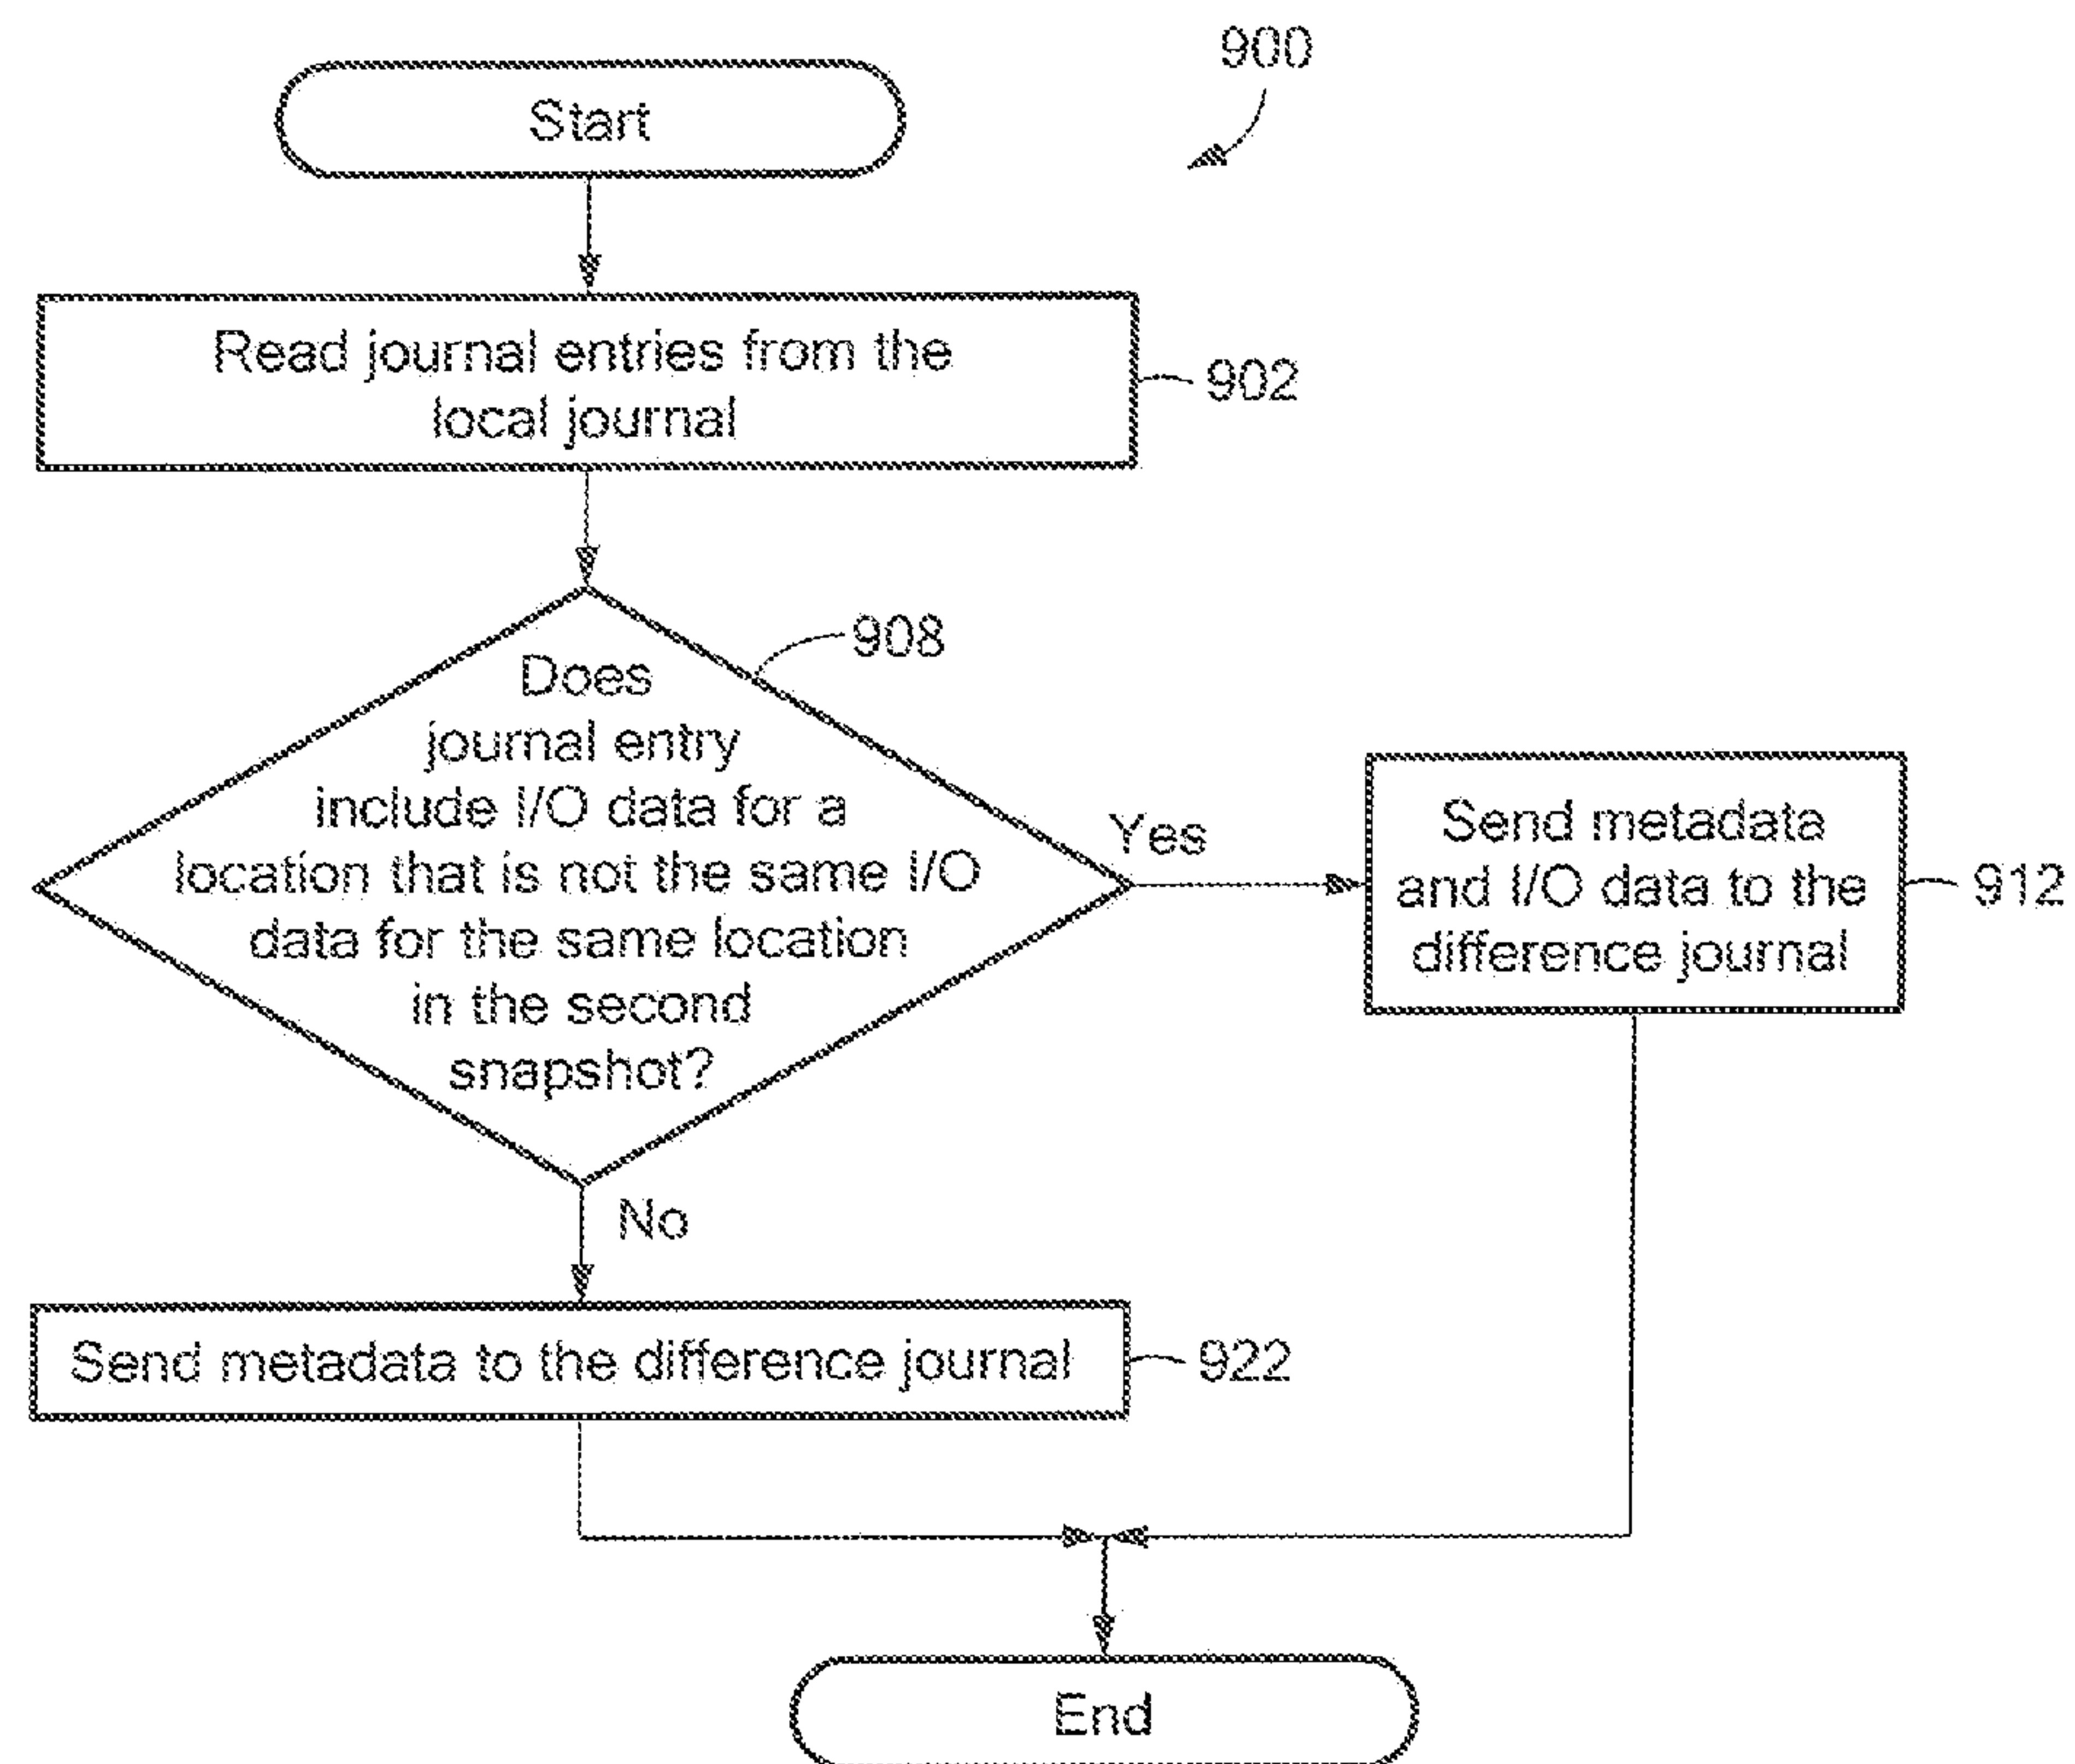 900
Start
Read journal entries from the
local journal
902
908
Does
journal entry
include I/O data for a
location that is not the same I/O
data for the same location
in the second
snapshot?
Yes
Send metadata
and I/O data to the
difference journal
912
No
Send metadata to the difference journal
922
End